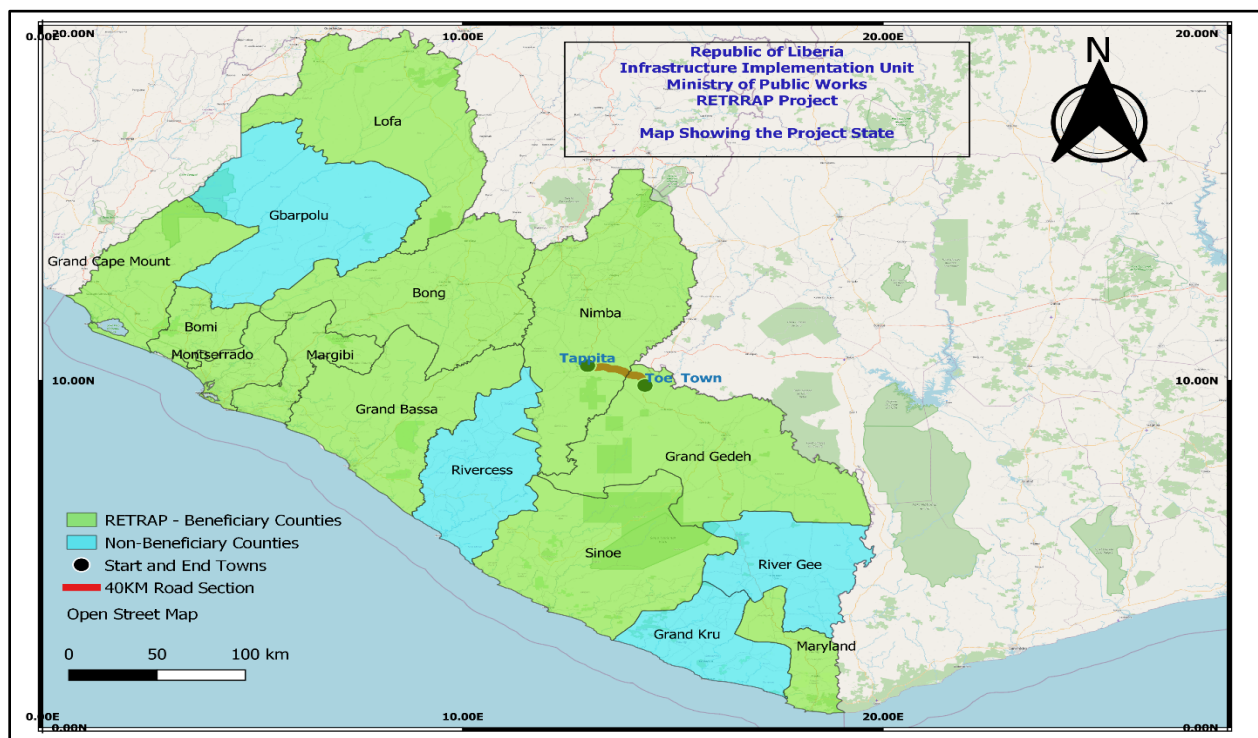 0.00E
20.00N
10.00E
20.00E
20.00N
Republic of Liberia
Infrastructure Implementation Unit
Ministry of Public Works
RETRRAP Project
Map Showing the Project State
N
Lofa
Gbarpolu
Grand Cape Mount
Bong
Nimba
Bomi
Montserrado
Margibi
Tappita
Toe Town
10.00N
10.00N
Grand Bassa
Grand Gedeh
Rivercess
Sinoe
River Gee
Grand Kru
Maryland
RETRAP - Beneficiary Counties
Non-Beneficiary Counties
Start and End Towns
40KM Road Section
Open Street Map
0 50 100 km
0.00E
10.00E
20.00E
0.00N